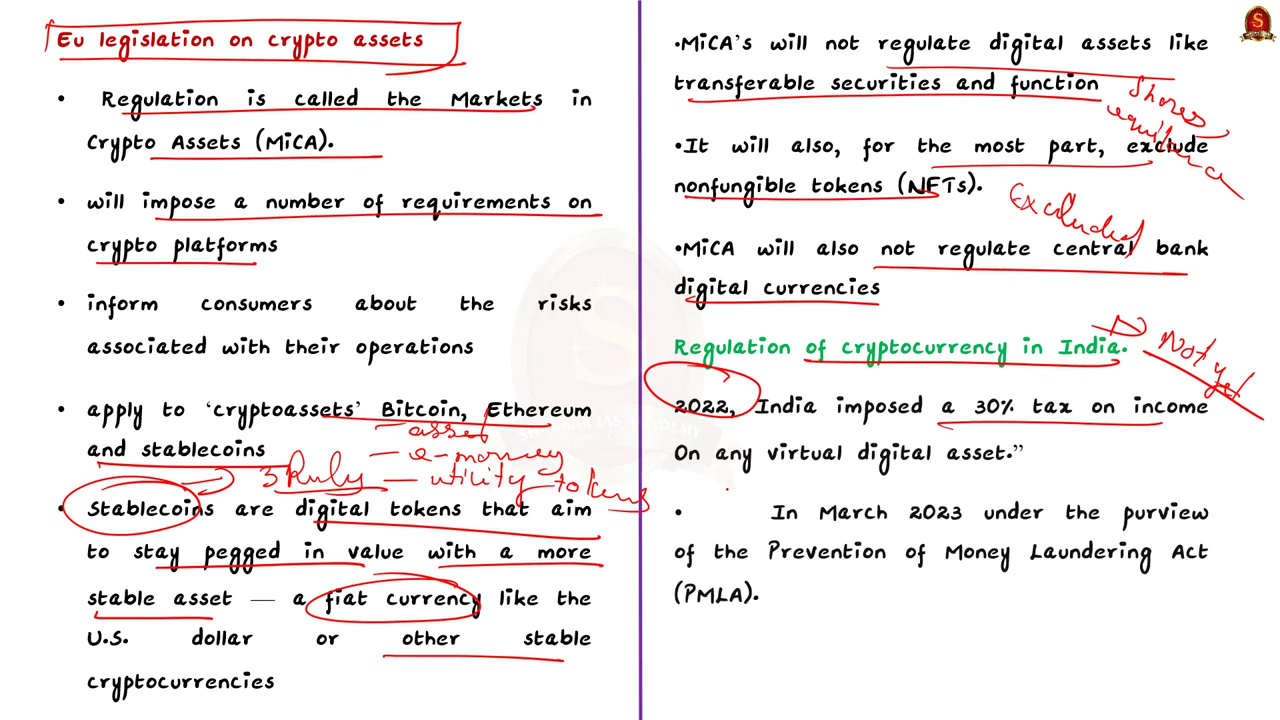 Eu legislation on crypto assets
• Regulation is called the Markets in
Crypto Assets (MiCA).
• will impose a number of requirements on
crypto platforms
• inform consumers about the risks
associated with their operations
• apply to ‘cryptoassets’ Bitcoin, Ethereum
asset
and stablecoins
— e-money
3 Ruly — utility tokens
• Stablecoins are digital tokens that aim
to stay pegged in value with a more
stable asset — a fiat currency like the
U.S. dollar or other stable
cryptocurrencies
•MiCA's will not regulate digital assets like
transferable securities and function
Shares
•It will also, for the most part, exclude
nonfungible tokens (NFTs).
Excluded
•MiCA will also not regulate central bank
digital currencies
Regulation of cryptocurrency in India.
Not yet
2022, India imposed a 30% tax on income
On any virtual digital asset.”
• In March 2023 under the purview
of the Prevention of Money Laundering Act
(PMLA).